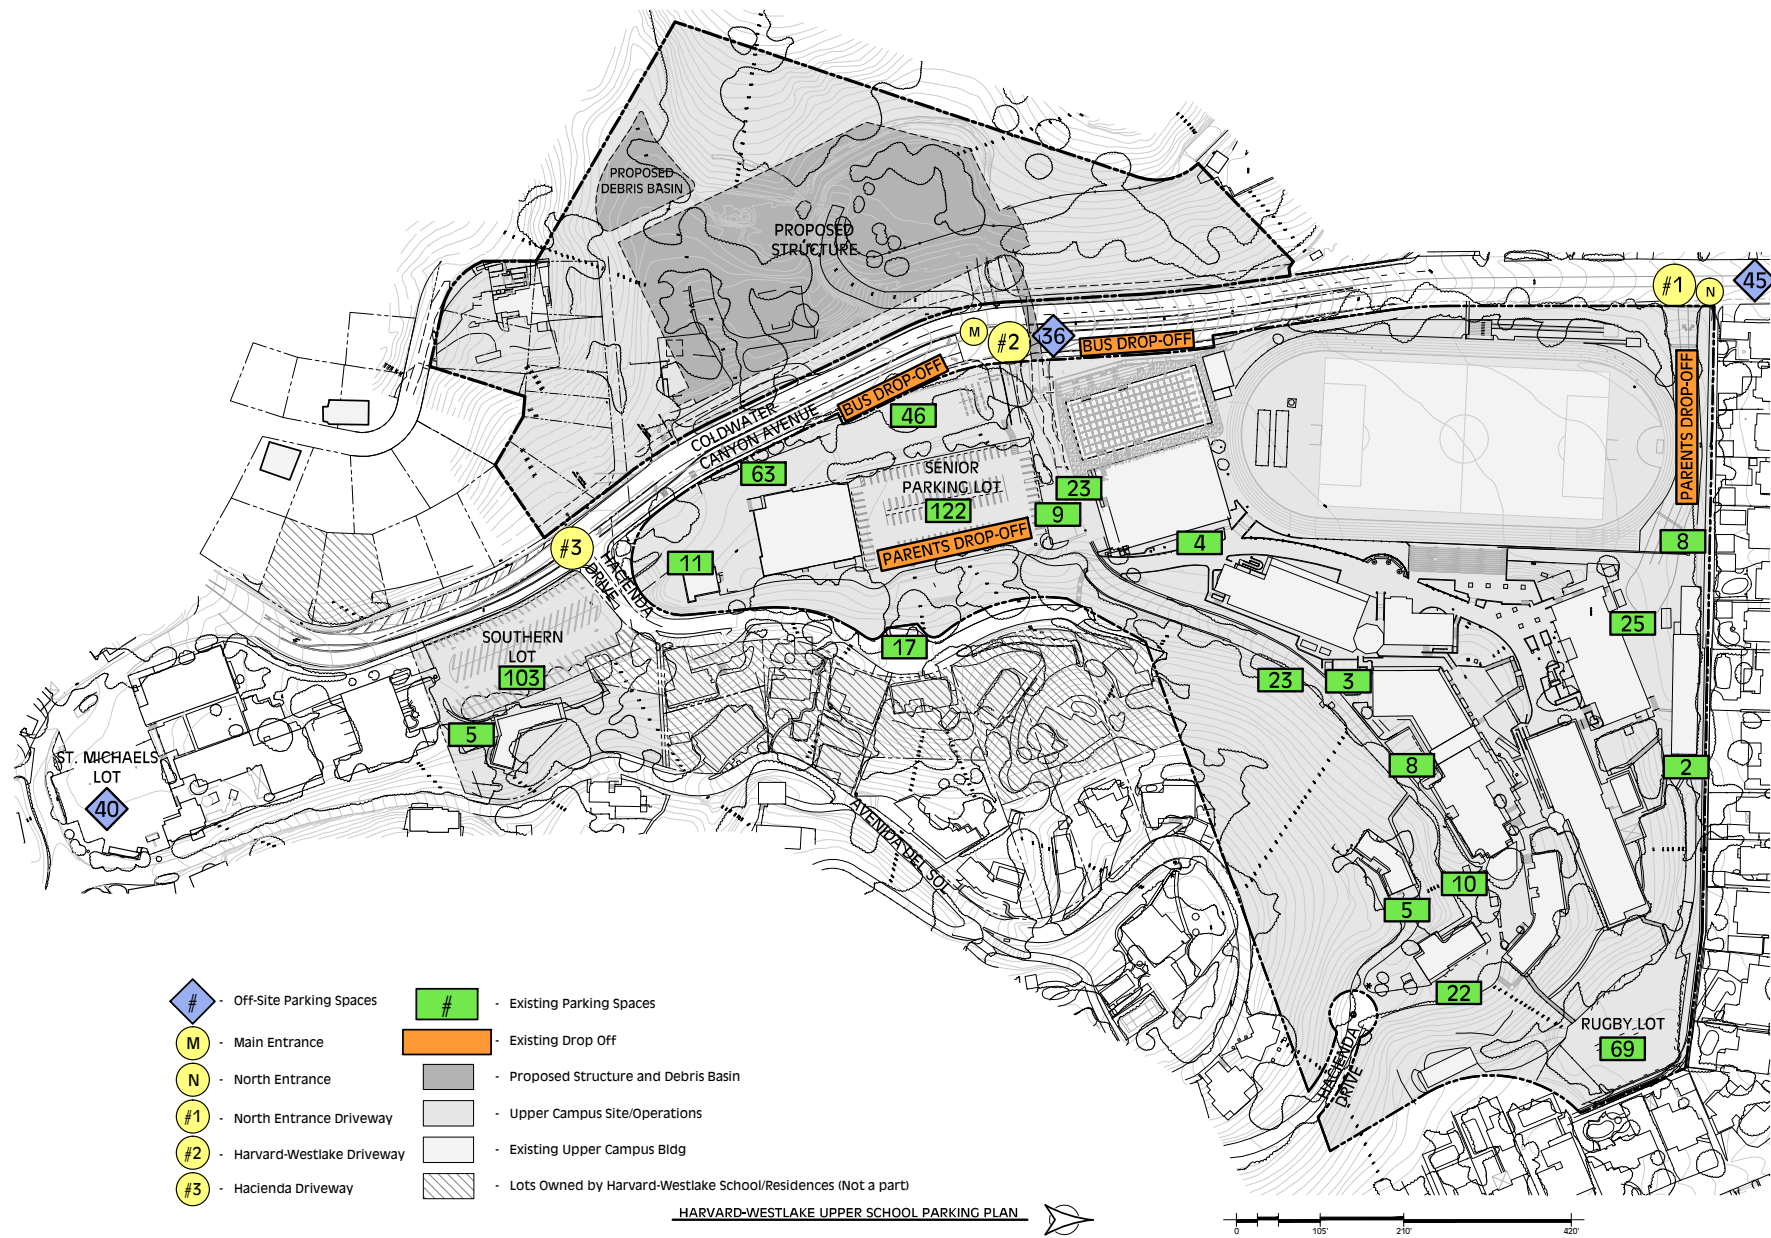 PROPOSED
DEBRIS BASIN
PROPOSED
STRUCTURE
#1
N
45
M
#2
36
BUS DROP-OFF
BUS DROP-OFF
COLDWATER
CANYON AVENUE
46
63
SENIOR
PARKING LOT
122
23
9
PARENTS DROP-OFF
PARENTS DROP-OFF
4
8
#3
HACIENDA
DRIVE
11
17
25
SOUTHERN
LOT
103
5
23
3
8
2
ST. MICHAELS
LOT
40
AVENIDA DEL SOL
10
5
22
RUGBY LOT
69
HACIENDA
DRIVE
# - Off-Site Parking Spaces
M - Main Entrance
N - North Entrance
#1 - North Entrance Driveway
#2 - Harvard-Westlake Driveway
#3 - Hacienda Driveway
# - Existing Parking Spaces
- Existing Drop Off
- Proposed Structure and Debris Basin
- Upper Campus Site/Operations
- Existing Upper Campus Bldg
- Lots Owned by Harvard-Westlake School/Residences (Not a part)
HARVARD-WESTLAKE UPPER SCHOOL PARKING PLAN
0 105' 210' 420'